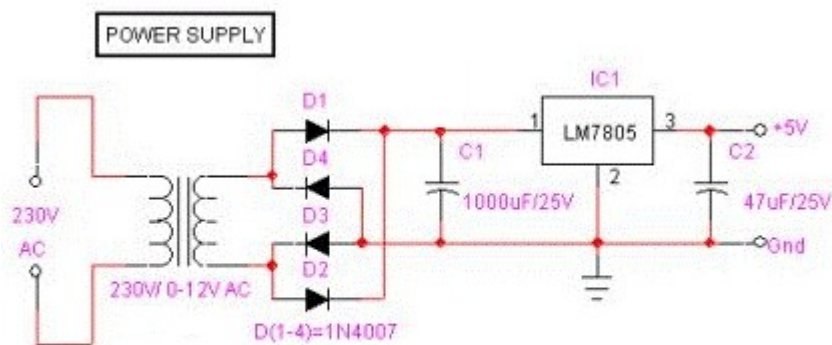 POWER SUPPLY
IC1
D1
1
LM7805
3
+5V
D4
C1
C2
2
230V
1000uF/25V
47uF/25V
D3
AC
Gnd
D2
230V/ 0-12V AC
D(1-4)=1N4007